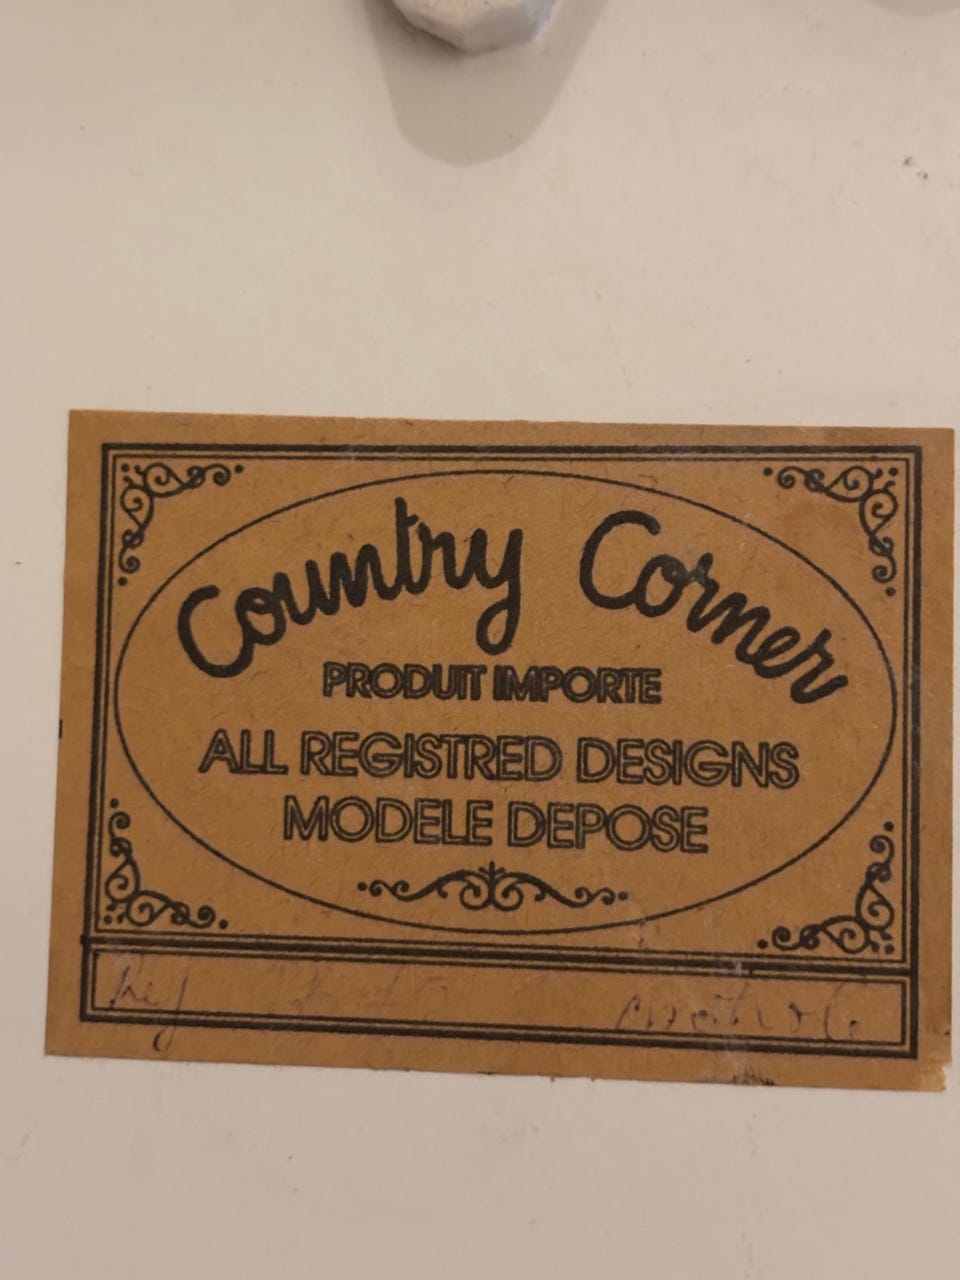 Country Corner
PRODUIT IMPORTE
ALL REGISTRED DESIGNS
MODELE DEPOSE